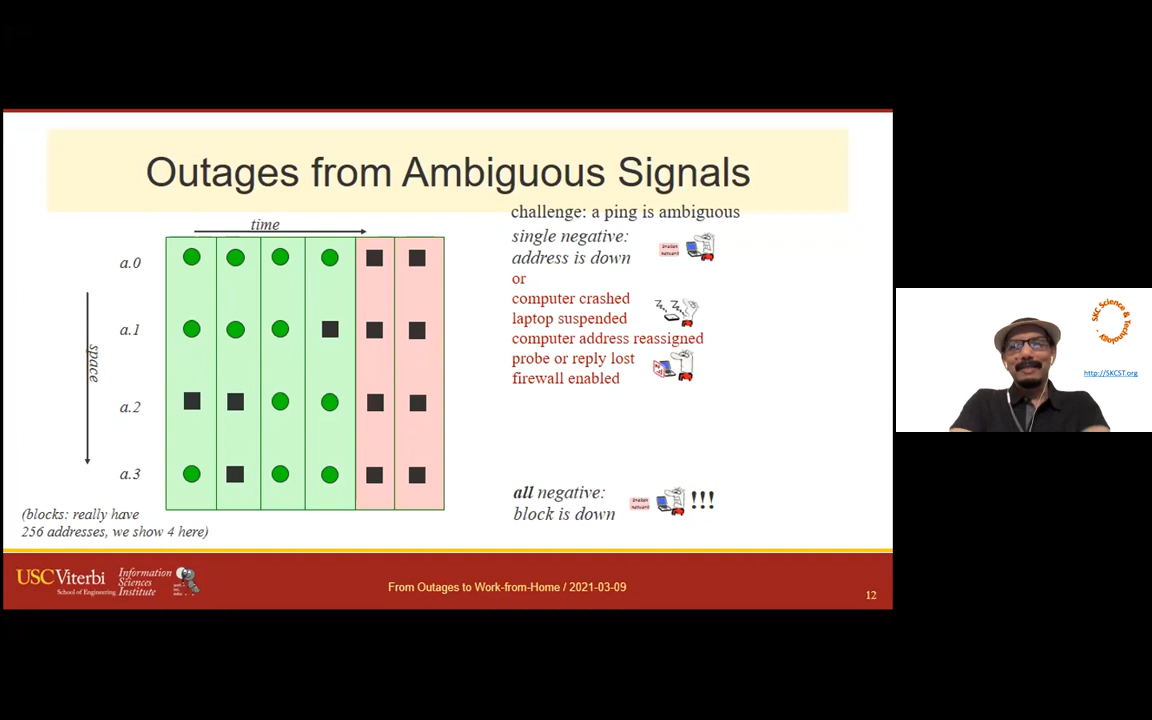 Outages from Ambiguous Signals
time
space
a.0
a.1
a.2
a.3
(blocks: really have
256 addresses, we show 4 here)
challenge: a ping is ambiguous
single negative:
address is down
or
computer crashed
laptop suspended
computer address reassigned
probe or reply lost
firewall enabled
all negative:
block is down
!!!
USC Viterbi
School of Engineering
Information
Sciences
Institute
From Outages to Work-from-Home / 2021-03-09
12
SKC Science & Technology
http://SKCST.org